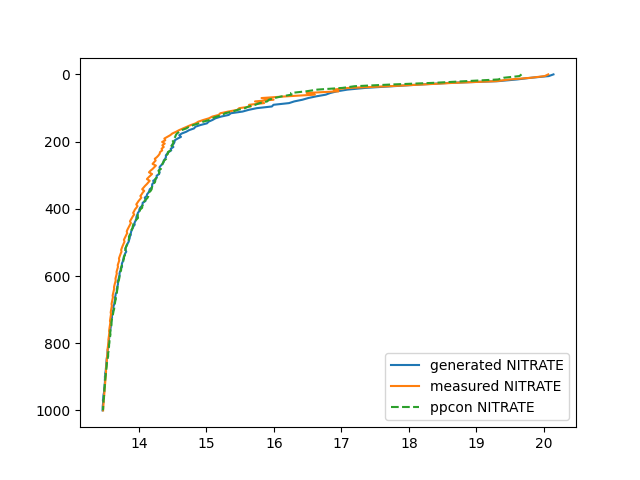 0
200
400
600
800
1000
14 15 16 17 18 19 20
generated NITRATE
measured NITRATE
ppcon NITRATE